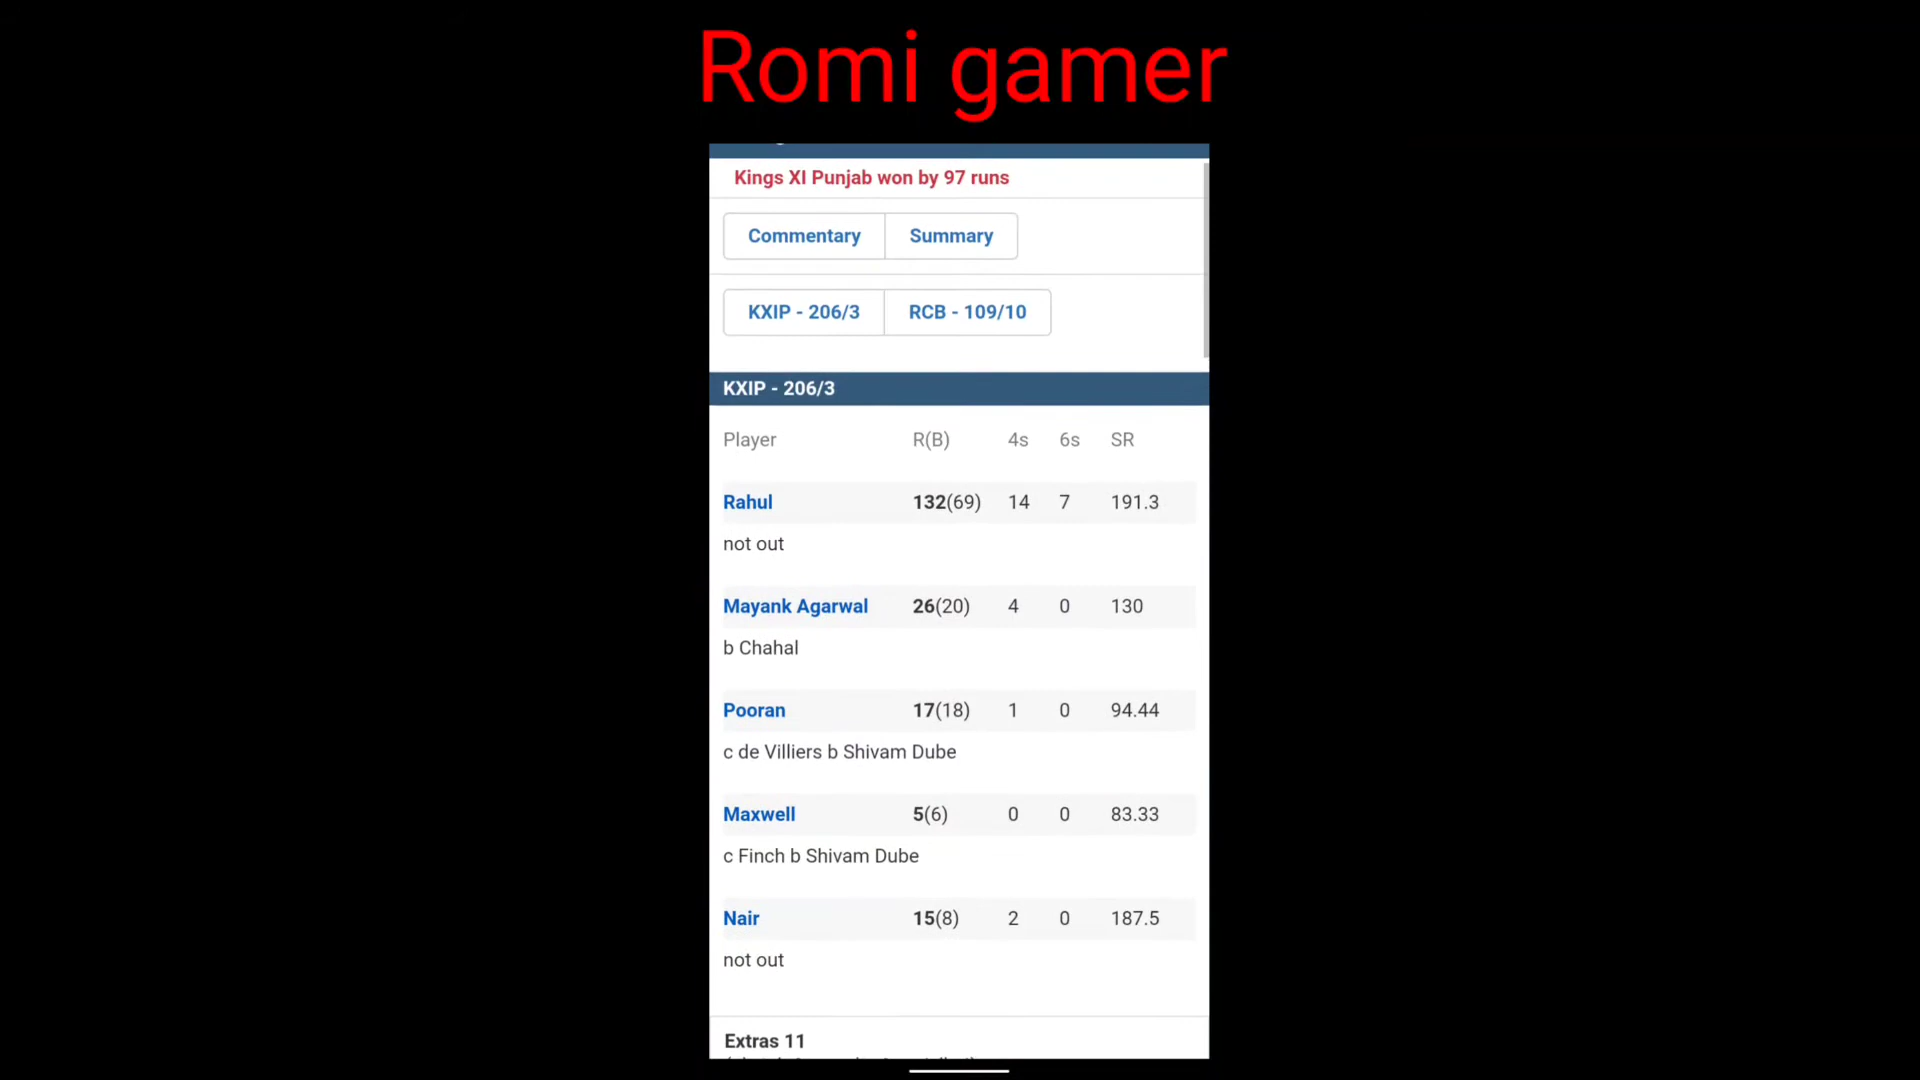 Romi gamer
Kings XI Punjab won by 97 runs
Commentary Summary
KXIP - 206/3 RCB - 109/10
KXIP - 206/3
Player R(B) 4s 6s SR
Rahul 132(69) 14 7 191.3
not out
Mayank Agarwal 26(20) 4 0 130
b Chahal
Pooran 17(18) 1 0 94.44
c de Villiers b Shivam Dube
Maxwell 5(6) 0 0 83.33
c Finch b Shivam Dube
Nair 15(8) 2 0 187.5
not out
Extras 11